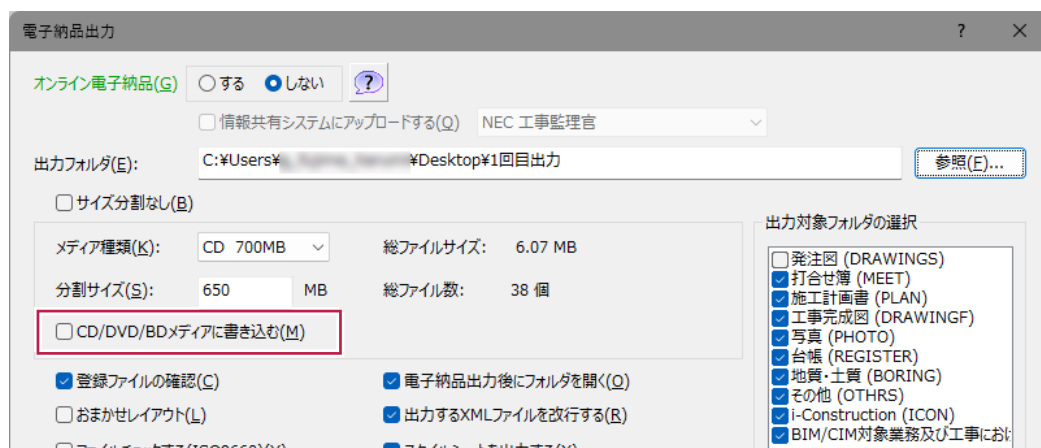 電子納品出力 ? ×
オンライン電子納品(G) する しない ?
情報共有システムにアップロードする(O) NEC 工事監理官
出力フォルダ(E): C:¥Users¥ ¥Desktop¥1回目出力 参照(F)...
サイズ分割なし(B)
出力対象フォルダの選択
メディア種類(K): CD 700MB 総ファイルサイズ: 6.07 MB
発注図 (DRAWINGS)
打合せ簿 (MEET)
分割サイズ(S): 650 MB 総ファイル数: 38 個
施工計画書 (PLAN)
工事完成図 (DRAWINGF)
CD/DVD/BDメディアに書き込む(M)
写真 (PHOTO)
台帳 (REGISTER)
登録ファイルの確認(C) 電子納品出力後にフォルダを開く(O)
地質・土質 (BORING)
その他 (OTHRS)
おまかせレイアウト(L) 出力するXMLファイルを改行する(R)
i-Construction (ICON)
BIM/CIM対象業務及び工事にお